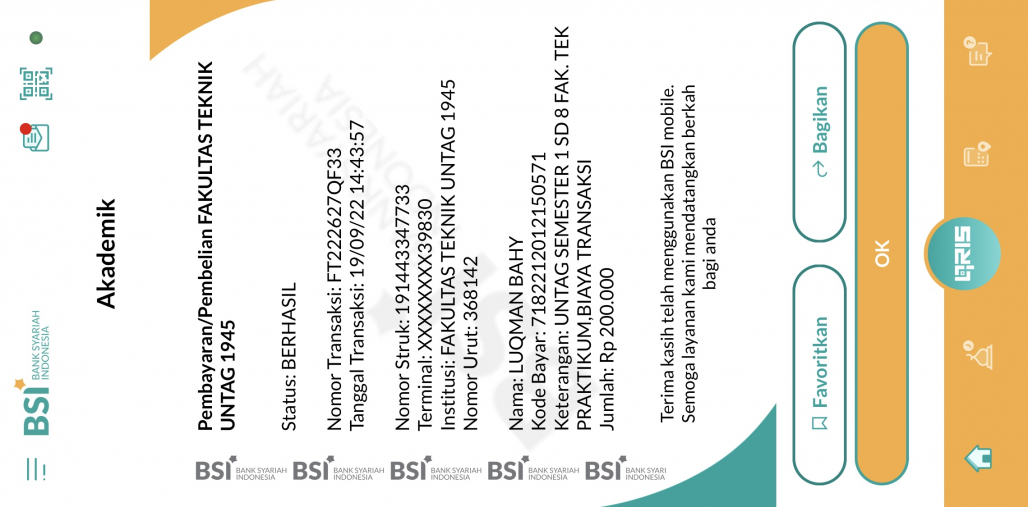 BSI BANK SYARIAH
INDONESIA
Akademik
Pembayaran/Pembelian FAKULTAS TEKNIK
UNTAG 1945
Status: BERHASIL
Nomor Transaksi: FT222627QF33
Tanggal Transaksi: 19/09/22 14:43:57
Nomor Struk: 191443347733
Terminal: XXXXXXXX39830
Institusi: FAKULTAS TEKNIK UNTAG 1945
Nomor Urut: 368142
Nama: LUQMAN BAHY
Kode Bayar: 7182212012150571
Keterangan: UNTAG SEMESTER 1 SD 8 FAK. TEK
PRAKTIKUM,BIAYA TRANSAKSI
Jumlah: Rp 200.000
Terima kasih telah menggunakan BSI mobile.
Semoga layanan kami mendatangkan berkah
bagi anda
BSI BANK SYARIAH
INDONESIA
BSI BANK SYARIAH
INDONESIA
BSI BANK SYARIAH
INDONESIA
BSI BANK SYARIAH
INDONESIA
BSI BANK SYARI
INDONESIA
Favoritkan
Bagikan
OK
QRIS